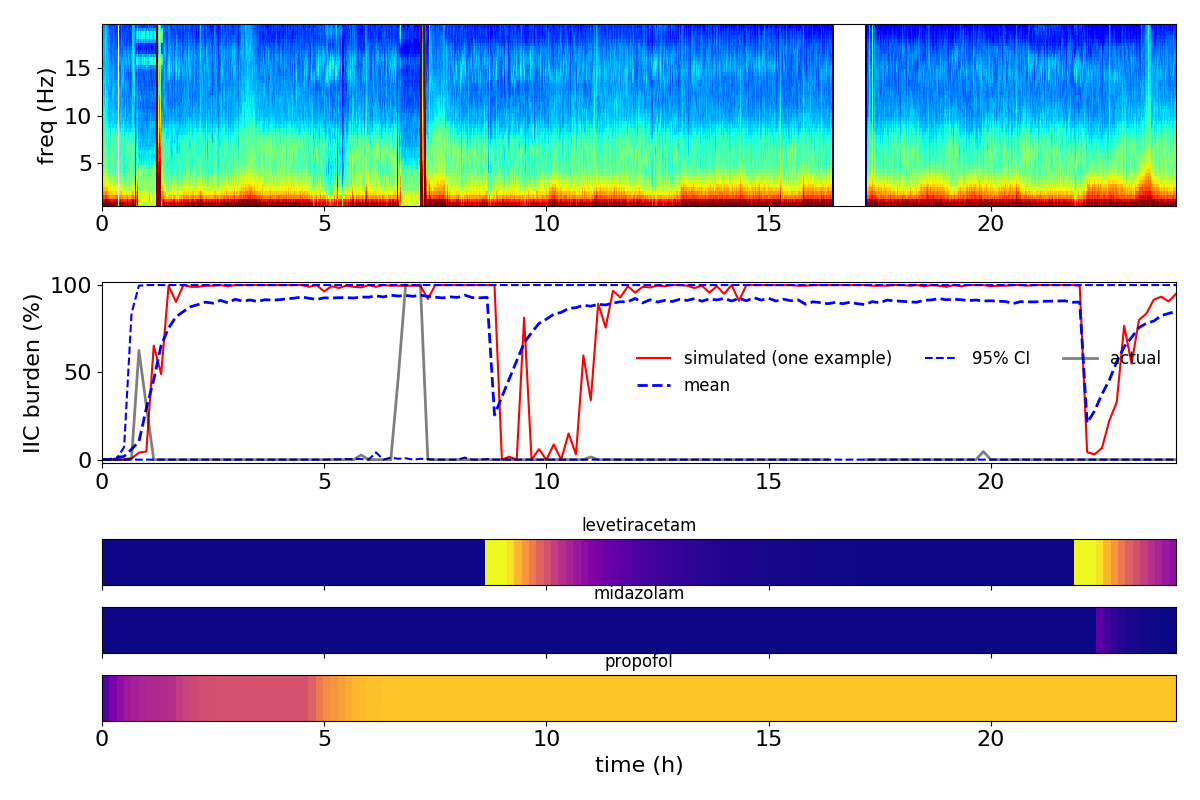 freq (Hz)
15
10
5
0 5 10 15 20
IIC burden (%)
100
50
0
simulated (one example) 95% CI actual
mean
0 5 10 15 20
levetiracetam
midazolam
propofol
0 5 10 15 20
time (h)